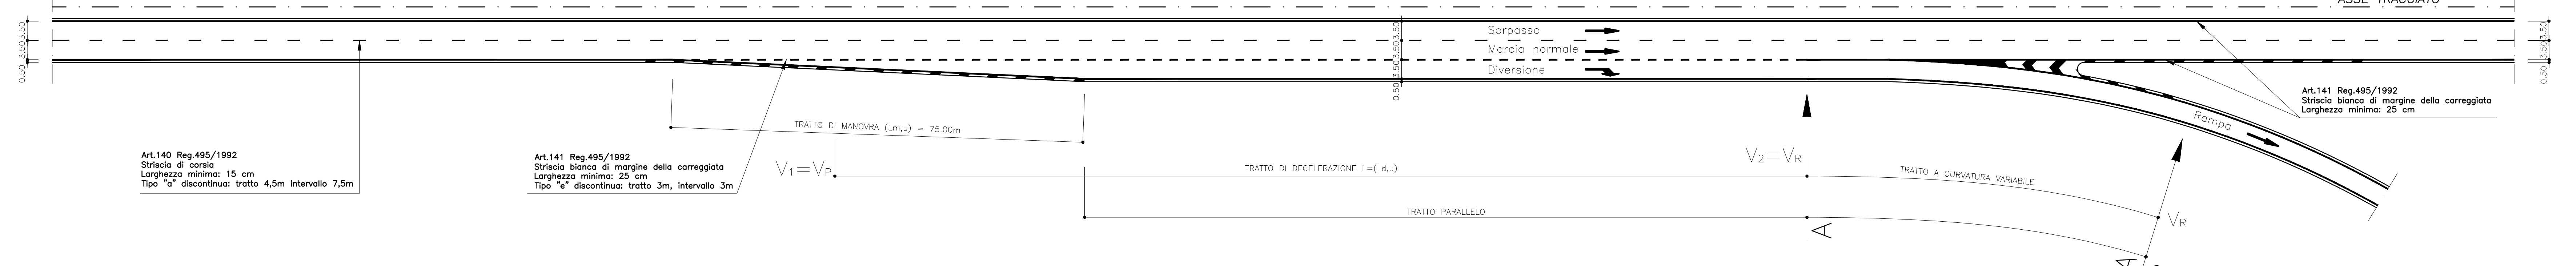 ASSE TRACCIATO
3.50
3.50
0.50
3.50
3.50
3.50
0.50
Sorpasso
Marcia normale
Diversione
3.50
3.50
0.50
Art.141 Reg.495/1992
Striscia bianca di margine della carreggiata
Larghezza minima: 25 cm
Rampa
TRATTO DI MANOVRA (Lm,u) = 75.00m
Art.140 Reg.495/1992
Striscia di corsia
Larghezza minima: 15 cm
Tipo "a" discontinua: tratto 4,5m intervallo 7,5m
Art.141 Reg.495/1992
Striscia bianca di margine della carreggiata
Larghezza minima: 25 cm
Tipo "e" discontinua: tratto 3m, intervallo 3m
V1=VP
TRATTO DI DECELERAZIONE L=(Ld,u)
V2=VR
TRATTO A CURVATURA VARIABILE
TRATTO PARALLELO
VR
A
A